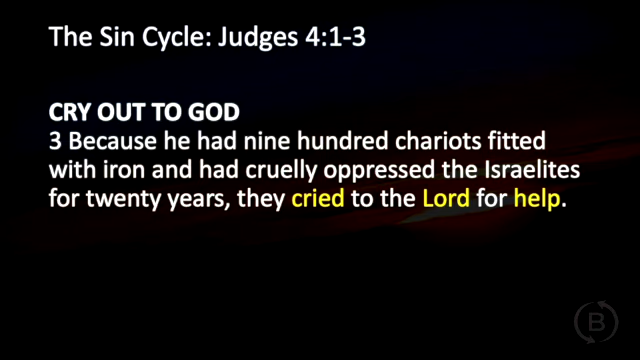 The Sin Cycle: Judges 4:1-3
CRY OUT TO GOD
3 Because he had nine hundred chariots fitted
with iron and had cruelly oppressed the Israelites
for twenty years, they cried to the Lord for help.
B